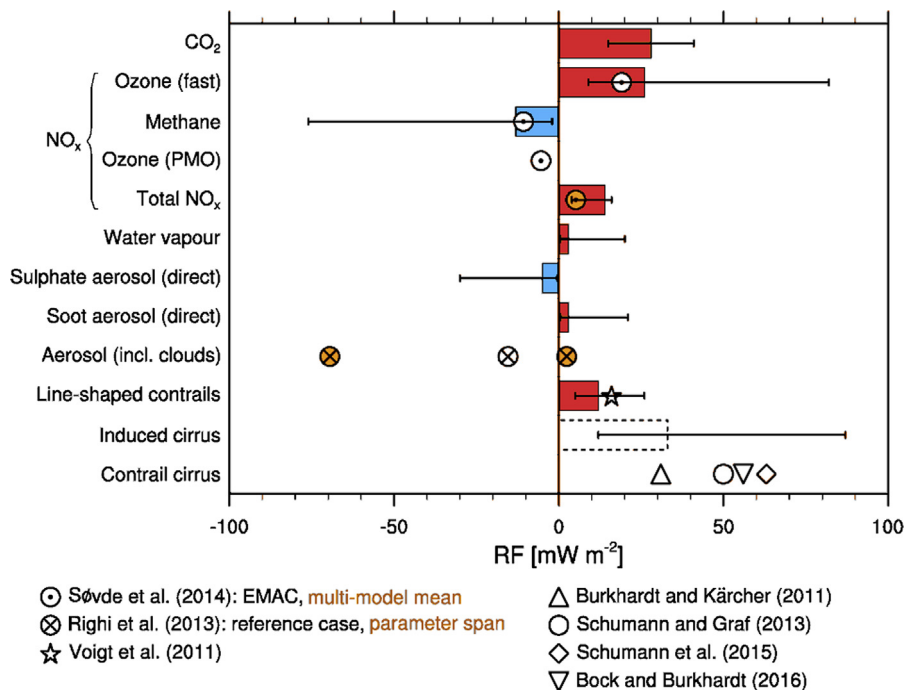 CO₂
Ozone (fast)
Methane
NOₓ
Ozone (PMO)
Total NOₓ
Water vapour
Sulphate aerosol (direct)
Soot aerosol (direct)
Aerosol (incl. clouds)
Line-shaped contrails
Induced cirrus
Contrail cirrus
-100 -50 0 50 100
RF [mW m⁻²]
Søvde et al. (2014): EMAC, multi-model mean
Righi et al. (2013): reference case, parameter span
Voigt et al. (2011)
Burkhardt and Kärcher (2011)
Schumann and Graf (2013)
Schumann et al. (2015)
Bock and Burkhardt (2016)